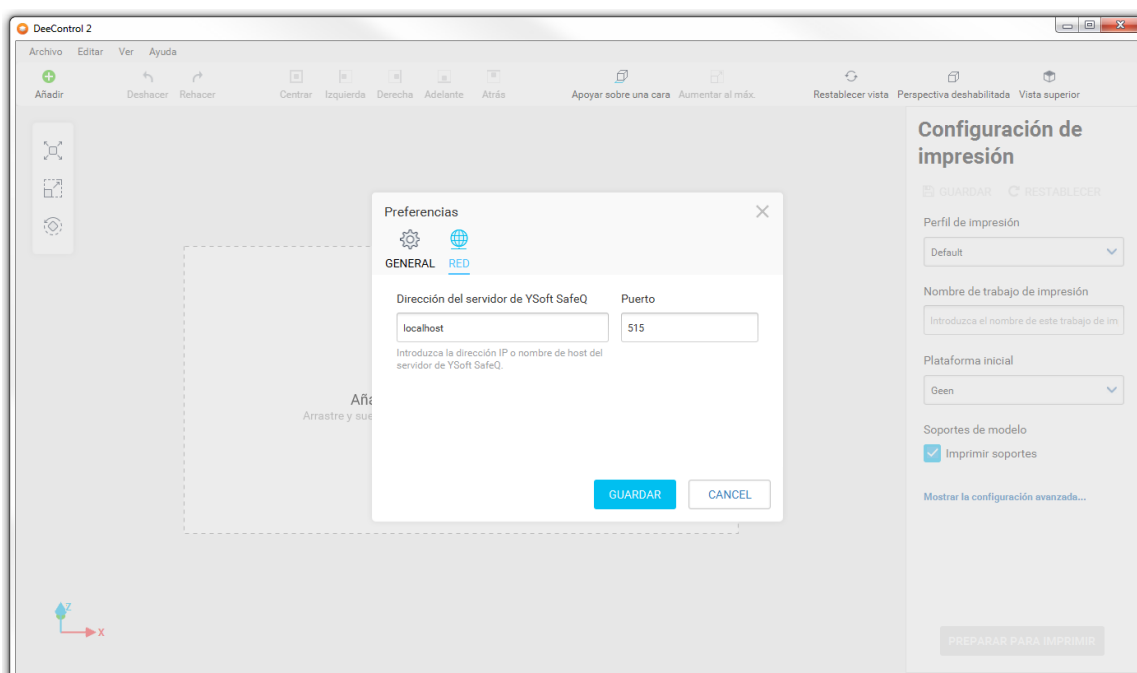 DeeControl 2
Archivo Editar Ver Ayuda
Añadir Deshacer Rehacer Centrar Izquierda Derecha Adelante Atrás Apoyar sobre una cara Aumentar al máx. Restablecer vista Perspectiva deshabilitada Vista superior
Configuración de
impresión
GUARDAR RESTABLECER
Perfil de impresión
Default
Nombre de trabajo de impresión
Introduzca el nombre de este trabajo de im
Plataforma inicial
Geen
Soportes de modelo
Imprimir soportes
Mostrar la configuración avanzada...
PREPARAR PARA IMPRIMIR
Preferencias
GENERAL RED
Dirección del servidor de YSoft SafeQ Puerto
localhost 515
Introduzca la dirección IP o nombre de host del
servidor de YSoft SafeQ.
GUARDAR CANCEL
Aña
Arrastre y sue
Z
X